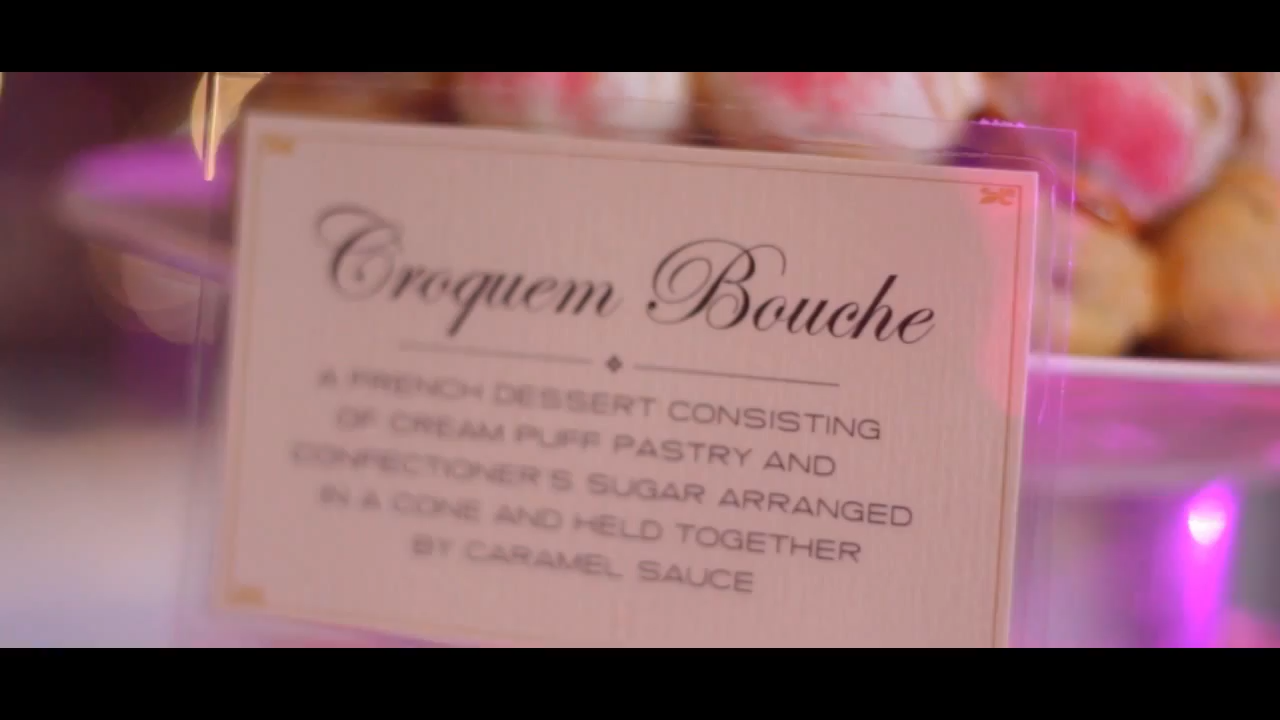 Croquem Bouche
A FRENCH DESSERT CONSISTING
OF CREAM PUFF PASTRY AND
CONFECTIONER'S SUGAR ARRANGED
IN A CONE AND HELD TOGETHER
BY CARAMEL SAUCE